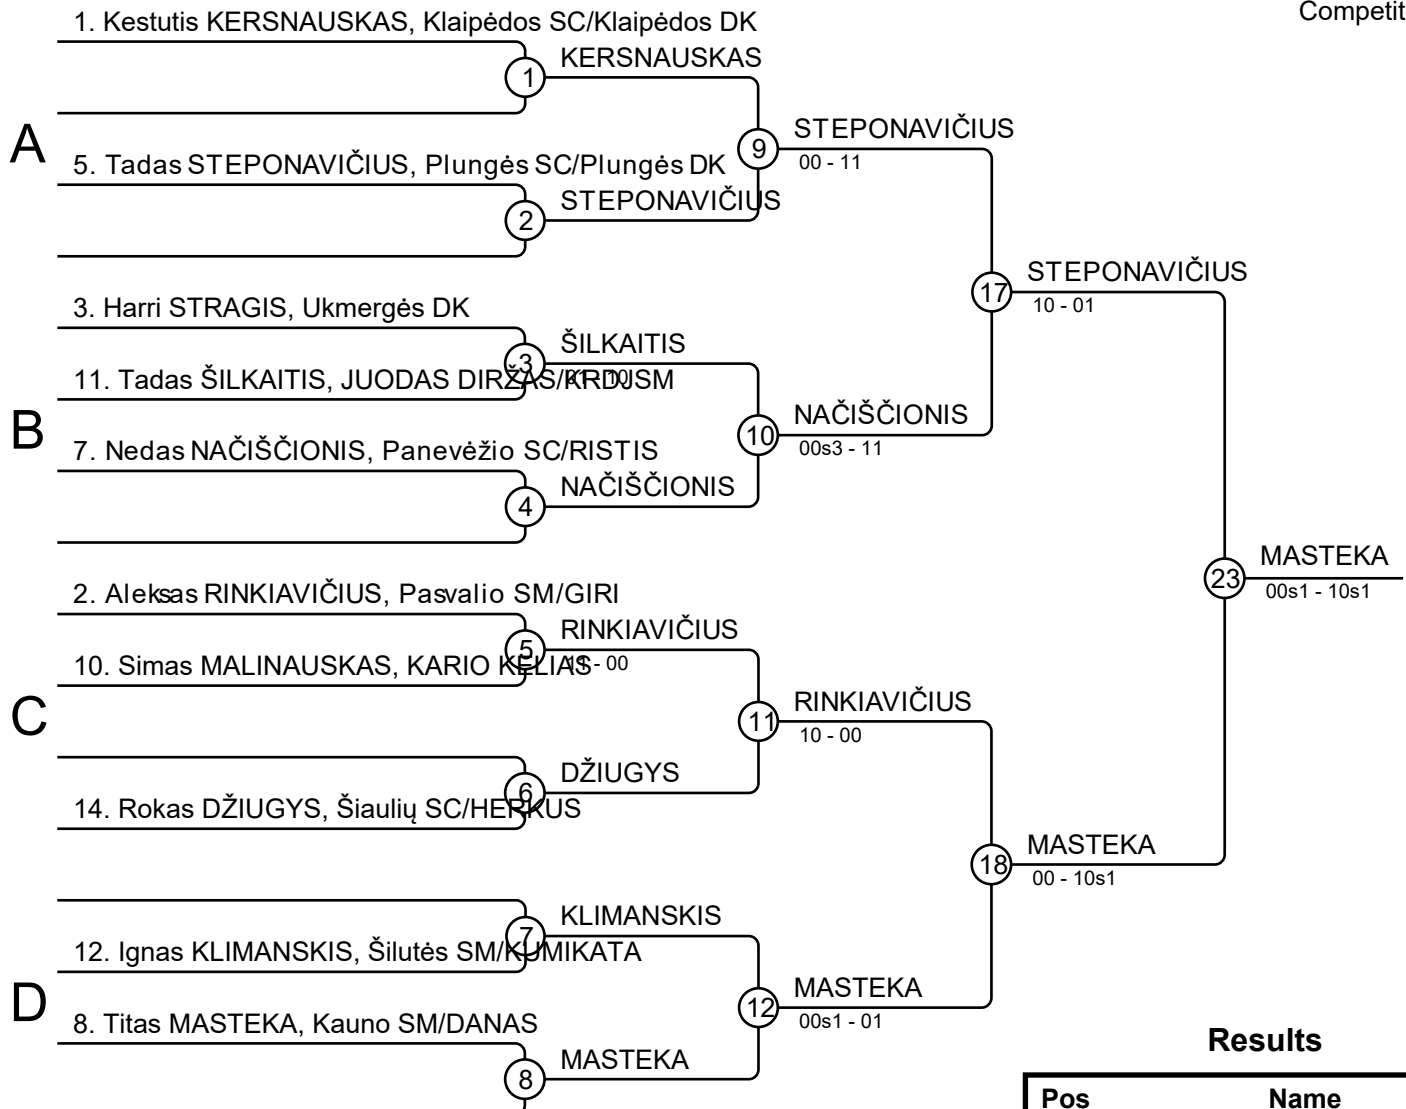 Competit
1. Kestutis KERSNAUSKAS, Klaipėdos SC/Klaipėdos DK
1
KERSNAUSKAS
A
9
STEPONAVIČIUS
00 - 11
5. Tadas STEPONAVIČIUS, Plungės SC/Plungės DK
2
STEPONAVIČIUS
17
STEPONAVIČIUS
10 - 01
3. Harri STRAGIS, Ukmergės DK
3
ŠILKAITIS
11. Tadas ŠILKAITIS, JUODAS DIRŽAS/KRDJSM
B
10
NAČIŠČIONIS
00s3 - 11
7. Nedas NAČIŠČIONIS, Panevėžio SC/RISTIS
4
NAČIŠČIONIS
23
MASTEKA
00s1 - 10s1
2. Aleksas RINKIAVIČIUS, Pasvalio SM/GIRI
5
RINKIAVIČIUS
- 00
10. Simas MALINAUSKAS, KARIO KELIAS
C
11
RINKIAVIČIUS
10 - 00
6
DŽIUGYS
14. Rokas DŽIUGYS, Šiaulių SC/HERKUS
18
MASTEKA
00 - 10s1
7
KLIMANSKIS
12. Ignas KLIMANSKIS, Šilutės SM/KUMIKATA
D
12
MASTEKA
00s1 - 01
8. Titas MASTEKA, Kauno SM/DANAS
8
MASTEKA
Results
Pos Name